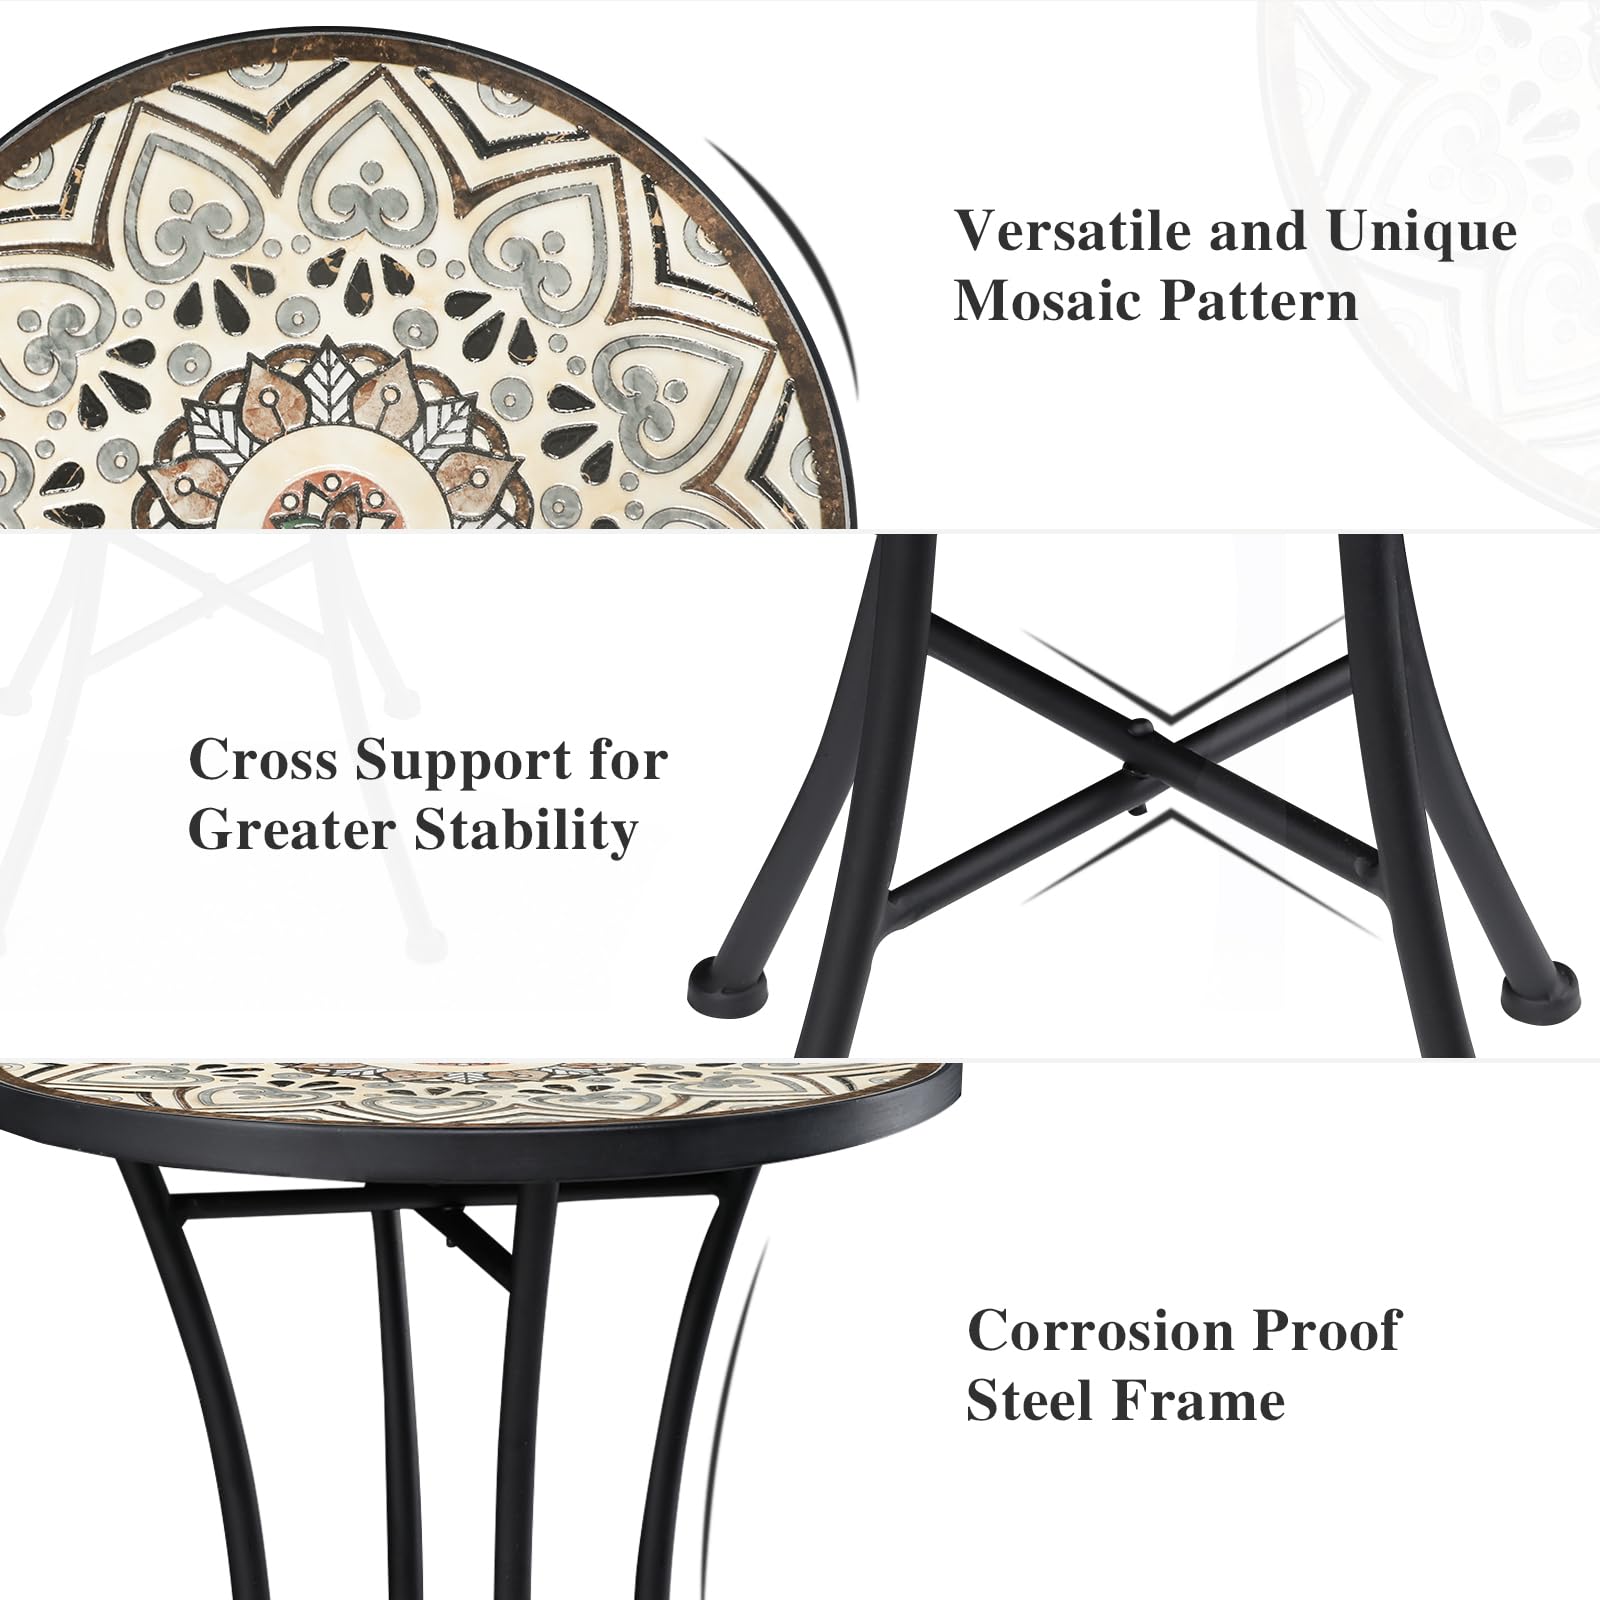 Versatile and Unique
Mosaic Pattern
Cross Support for
Greater Stability
Corrosion Proof
Steel Frame